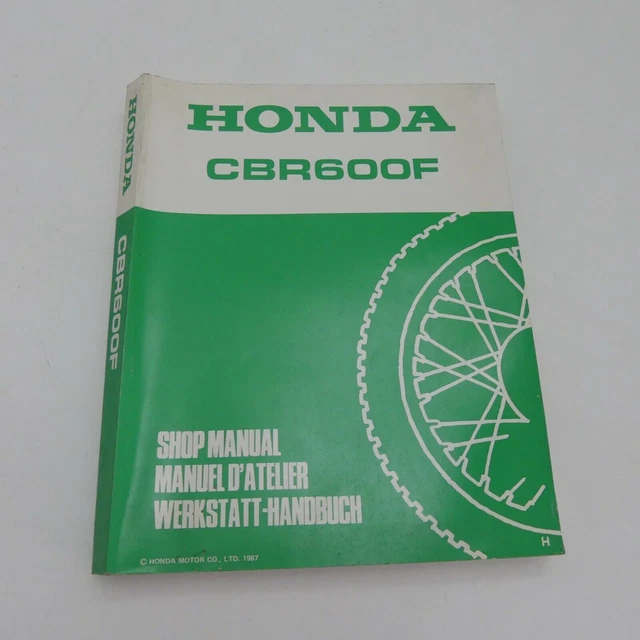 HONDA
CBR600F
HONDA
CBR600F
SHOP MANUAL
MANUEL D'ATELIER
WERKSTATT-HANDBUCH
© HONDA MOTOR CO., LTD. 1987
H